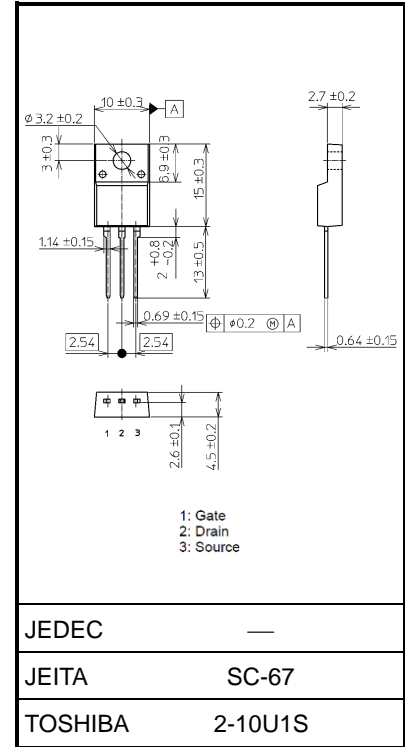 10 ±0.3
A
2.7 ±0.2
ø 3.2 ±0.2
3 ±0.3
6.9 ±0.3
15 ±0.3
1.14 ±0.15
2 +0.8 -0.2
13 ±0.5
0.69 ±0.15
⌖ ø0.2 Ⓜ A
2.54
2.54
0.64 ±0.15
1 2 3
2.6 ±0.1
4.5 ±0.2
1: Gate
2: Drain
3: Source
JEDEC —
JEITA SC-67
TOSHIBA 2-10U1S